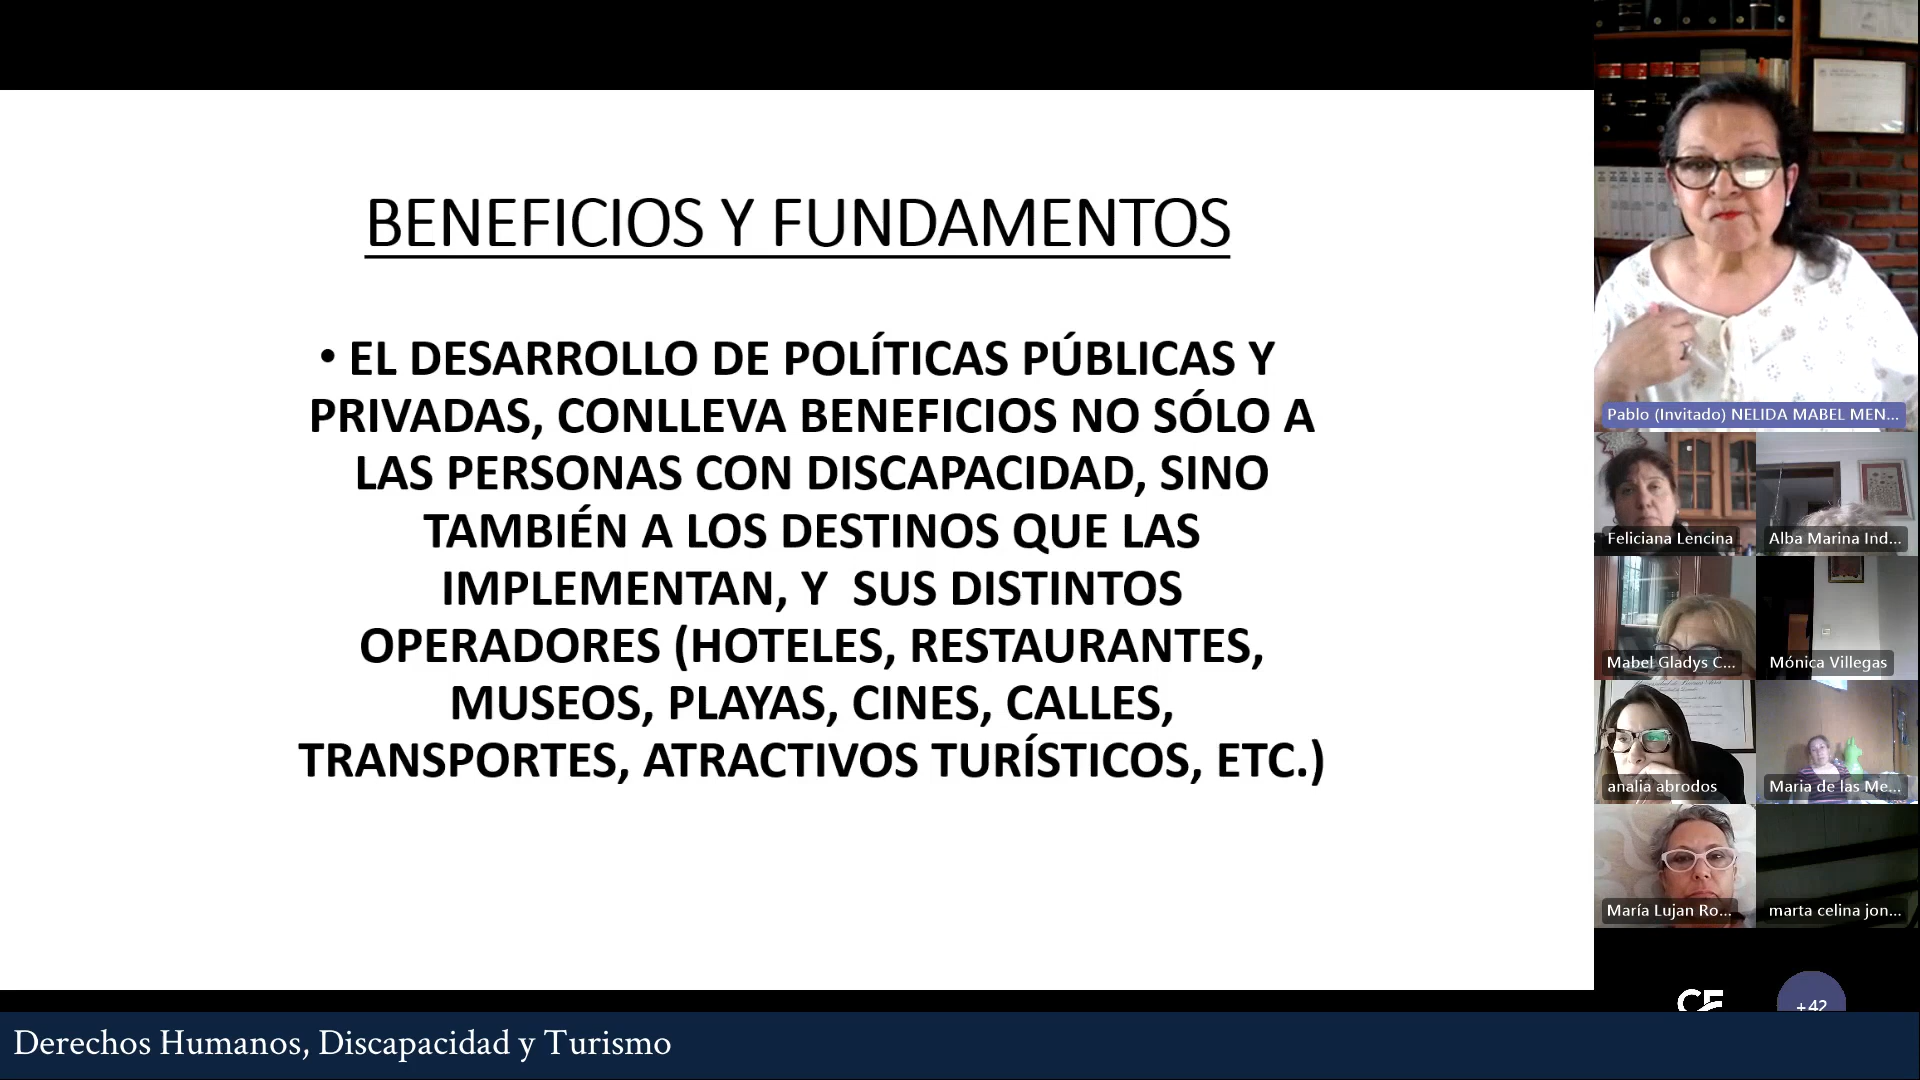 BENEFICIOS Y FUNDAMENTOS
• EL DESARROLLO DE POLÍTICAS PÚBLICAS Y
PRIVADAS, CONLLEVA BENEFICIOS NO SÓLO A
LAS PERSONAS CON DISCAPACIDAD, SINO
TAMBIÉN A LOS DESTINOS QUE LAS
IMPLEMENTAN, Y  SUS DISTINTOS
OPERADORES (HOTELES, RESTAURANTES,
MUSEOS, PLAYAS, CINES, CALLES,
TRANSPORTES, ATRACTIVOS TURÍSTICOS, ETC.)
Pablo (Invitado) NELIDA MABEL MEN...
Feliciana Lencina
Alba Marina Ind...
Mabel Gladys C...
Mónica Villegas
analia abrodos
Maria de las Me...
María Lujan Ro...
marta celina jon...
+42
Derechos Humanos, Discapacidad y Turismo